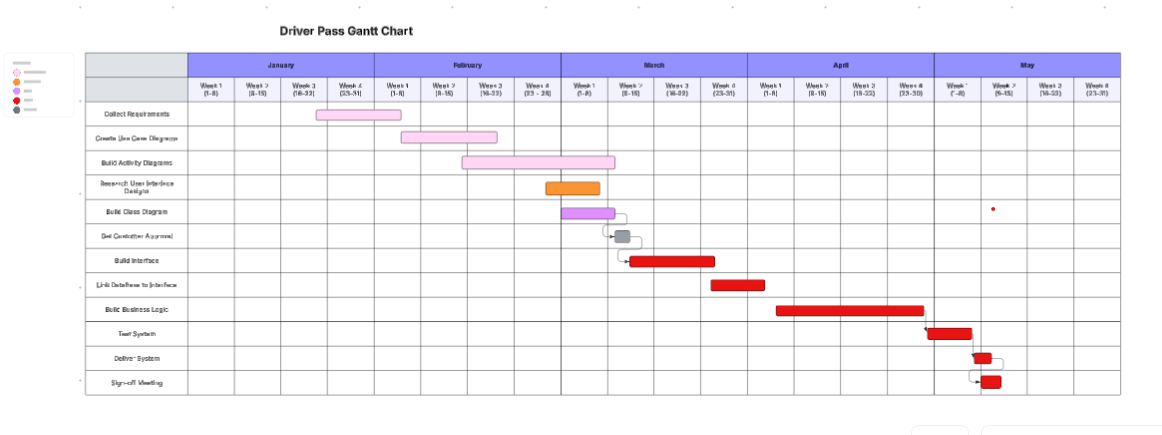 Driver Pass Gantt Chart
January February March April May
Week 1 Week 2 Week 3 Week 4 Week 1 Week 2 Week 3 Week 4 Week 1 Week 2 Week 3 Week 4 Week 1 Week 2 Week 3 Week 4 Week 1 Week 2 Week 3 Week 4
(1-8) (8-15) (16-22) (23-31) (1-8) (8-15) (16-22) (23 - 28) (1-8) (8-15) (16-22) (23-31) (1-8) (8-15) (23-30) (1-8) (23-31)
Collect Requirements
Create Use Case Diagrams
Build Activity Diagrams
Research User Interface
Designs
Build Class Diagram
Get Customer Approval
Build Interface
Link Database to Interface
Build Business Logic
Test System
Deliver System
Sign-off Meeting